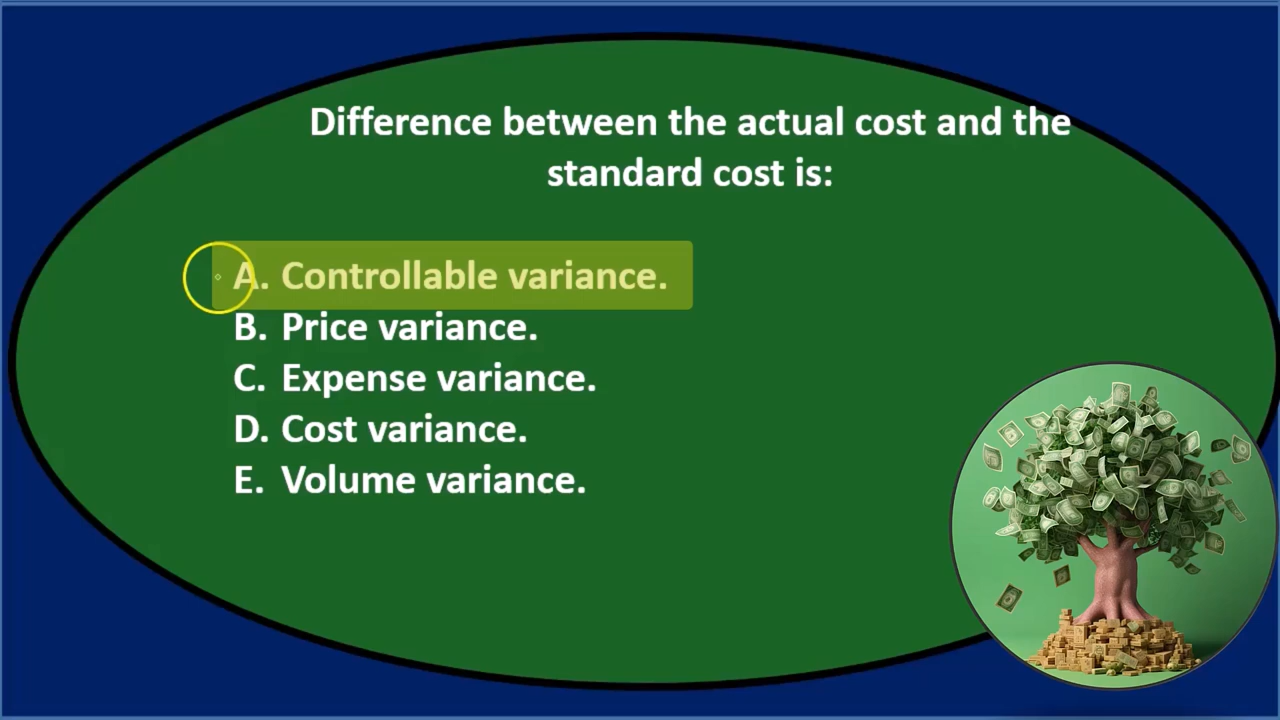 Difference between the actual cost and the
standard cost is:
A. Controllable variance.
B. Price variance.
C. Expense variance.
D. Cost variance.
E. Volume variance.